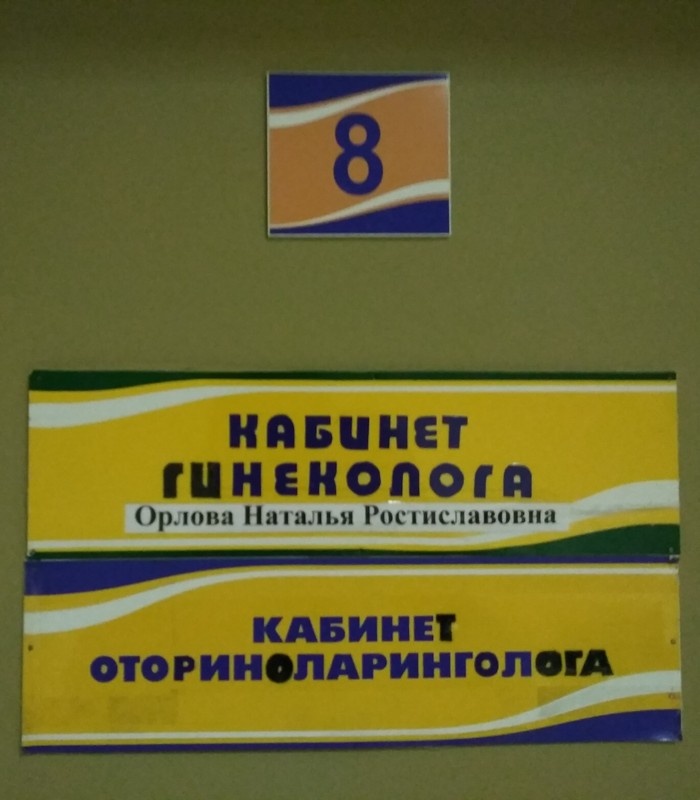 8
КАБИНЕТ
ГИНЕКОЛОГА
Орлова Наталья Ростиславовна
КАБИНЕТ
ОТОРИНОЛАРИНГОЛОГА